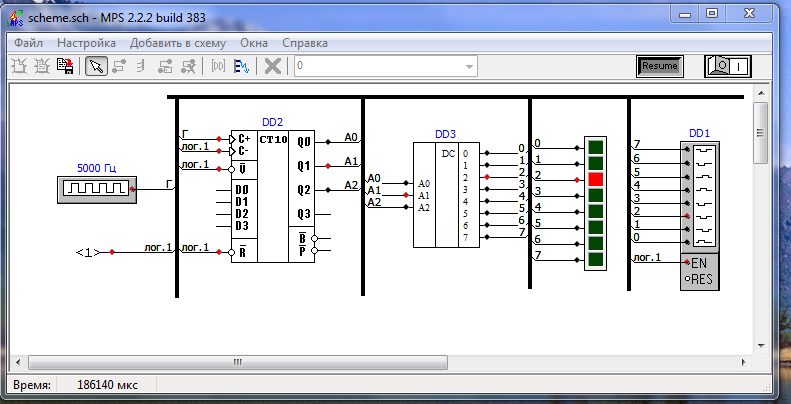 scheme.sch - MPS 2.2.2 build 383
Файл Настройка Добавить в схему Окна Справка
0 Resume
5000 Гц
Г
<1>
лог.1 лог.1
DD2
Г C+ CT10 Q0 A0
лог.1 C-
лог.1 V Q1 A1
D0 Q2 A2
D1
D2 Q3
D3
B
R P
DD3
DC 0
1
A0 A0 2
A1 A1 3
A2 A2 4
5
6
7
0 0
1 1
2 2
3 3
4 4
5 5
6 6
7 7
DD1
7
6
5
4
3
2
1
0
лог.1 EN
RES
Время: 186140 мкс